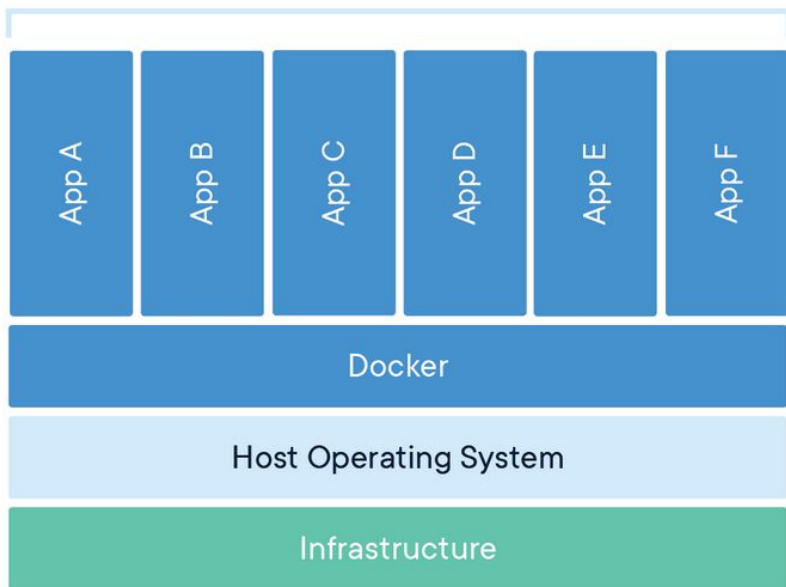 App A
App B
App C
App D
App E
App F
Docker
Host Operating System
Infrastructure